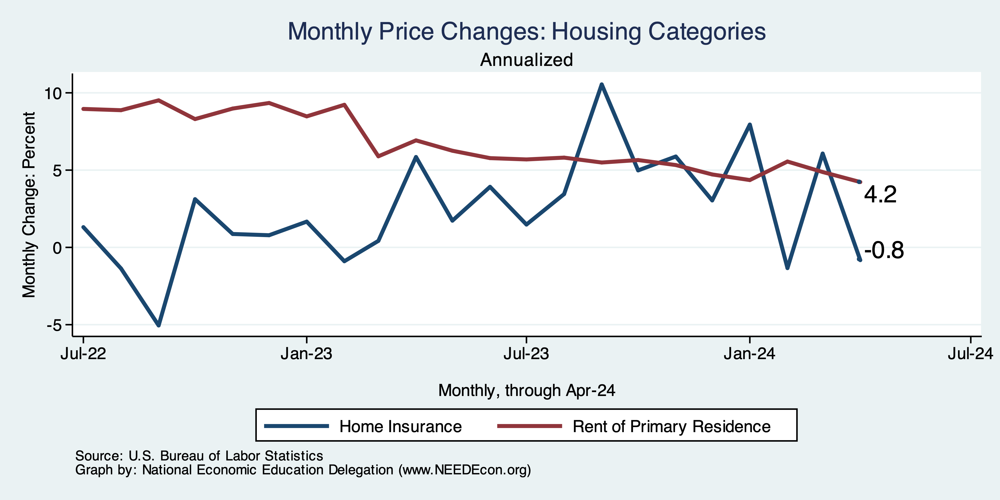 Monthly Price Changes: Housing Categories
Annualized
Monthly Change: Percent
10
5
0
-5
4.2
-0.8
Jul-22 Jan-23 Jul-23 Jan-24 Jul-24
Monthly, through Apr-24
Home Insurance Rent of Primary Residence
Source: U.S. Bureau of Labor Statistics
Graph by: National Economic Education Delegation (www.NEEDEcon.org)